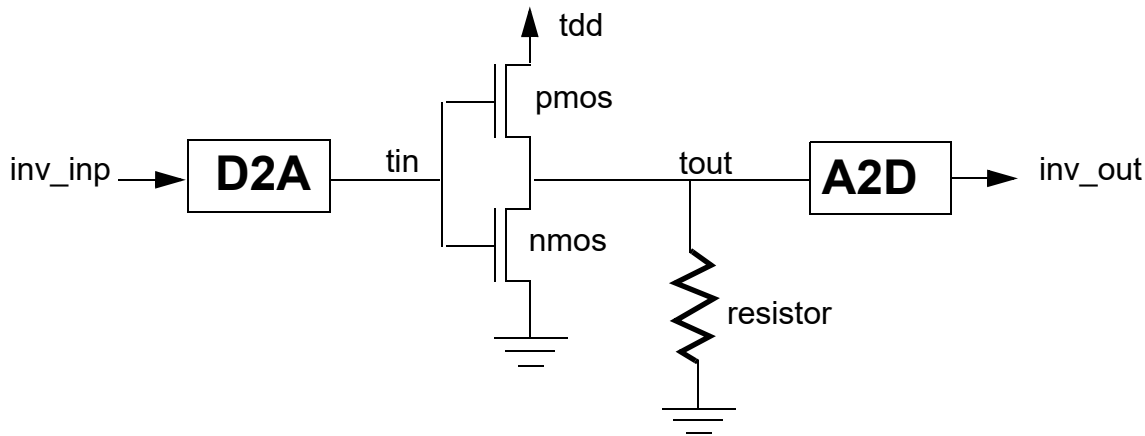 tdd
pmos
inv_inp
D2A
tin
tout
A2D
inv_out
nmos
resistor